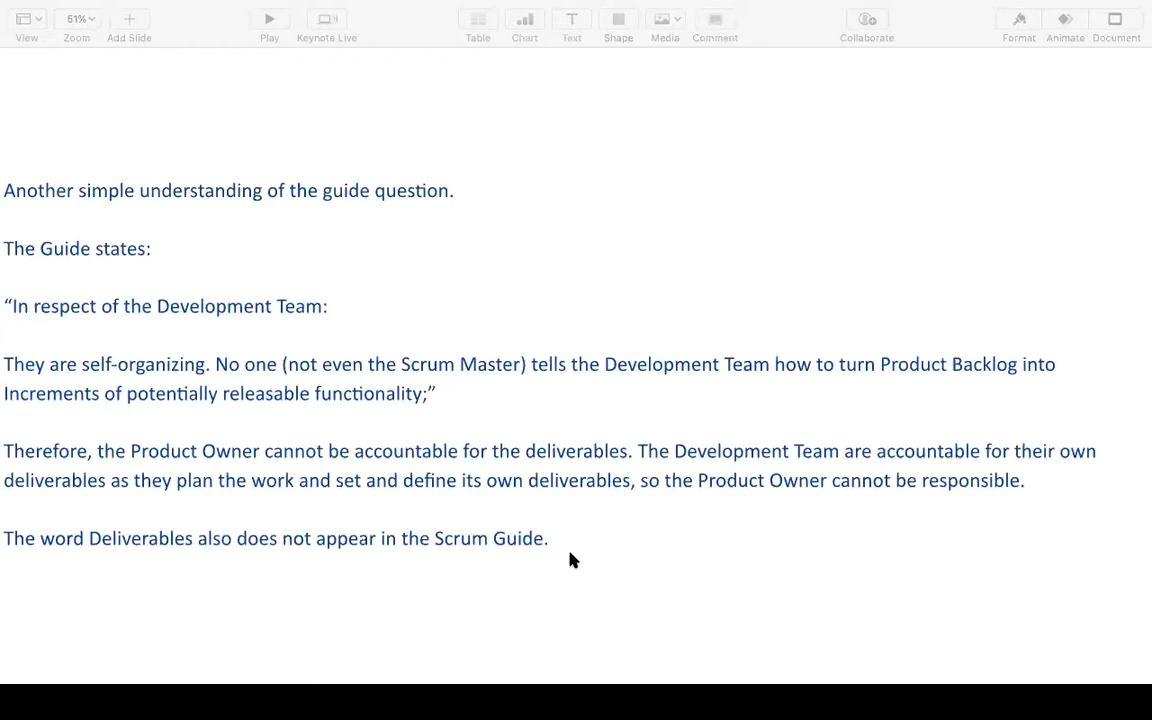 51%
View
Zoom
Add Slide
Play
Keynote Live
Table
Chart
Text
Shape
Media
Comment
Collaborate
Format
Animate
Document
Another simple understanding of the guide question.
The Guide states:
“In respect of the Development Team:
They are self-organizing. No one (not even the Scrum Master) tells the Development Team how to turn Product Backlog into
Increments of potentially releasable functionality;”
Therefore, the Product Owner cannot be accountable for the deliverables. The Development Team are accountable for their own
deliverables as they plan the work and set and define its own deliverables, so the Product Owner cannot be responsible.
The word Deliverables also does not appear in the Scrum Guide.